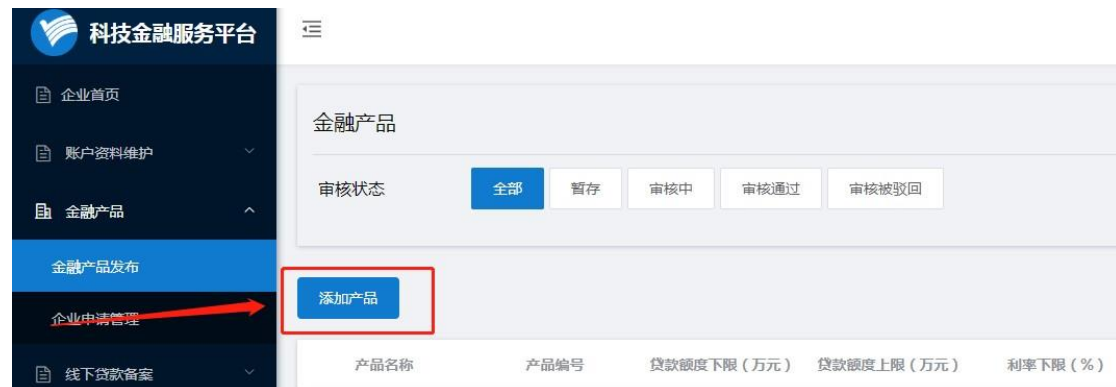 科技金融服务平台
企业首页
账户资料维护
金融产品
金融产品发布
企业申请管理
线下贷款备案
金融产品
审核状态 全部 暂存 审核中 审核通过 审核被驳回
添加产品
产品名称 产品编号 贷款额度下限（万元） 贷款额度上限（万元） 利率下限（%）